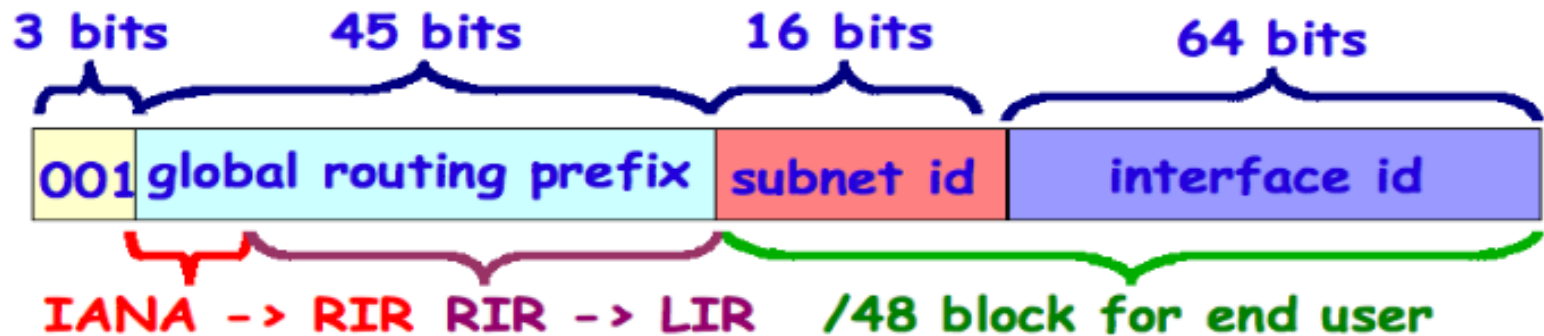 3 bits 45 bits 16 bits 64 bits
001 global routing prefix subnet id interface id
IANA -> RIR RIR -> LIR /48 block for end user